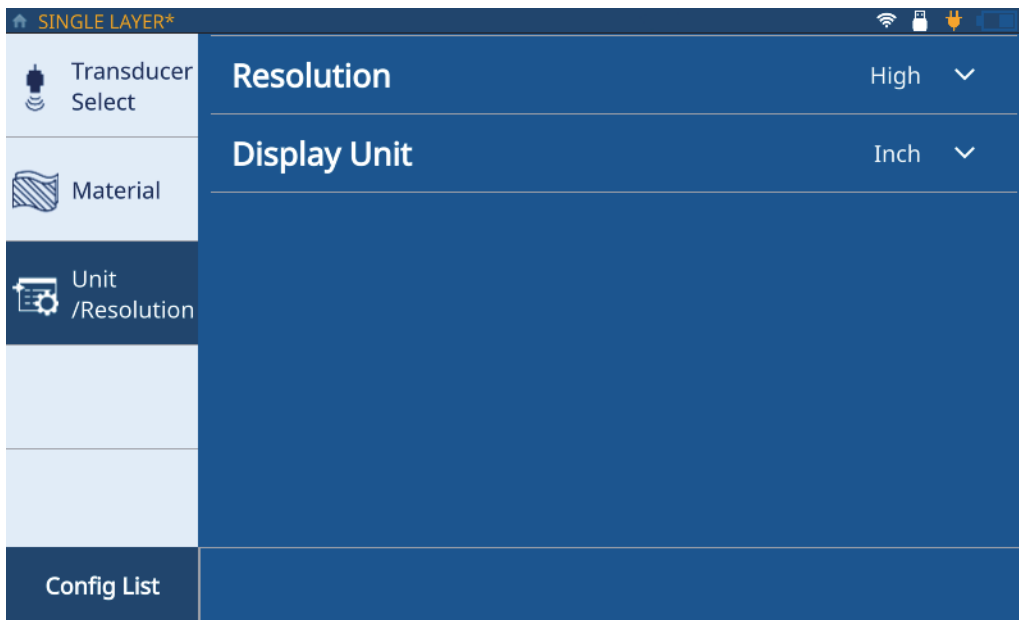 SINGLE LAYER*
Transducer
Select
Resolution
High
Display Unit
Inch
Material
Unit
/Resolution
Config List